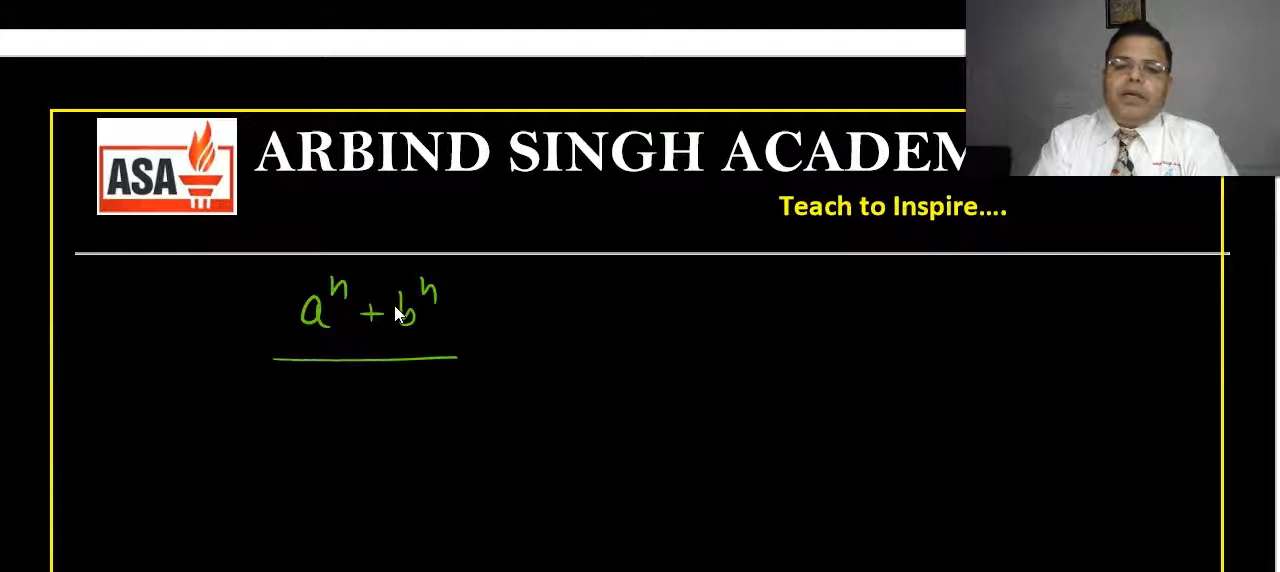 ASA
ARBIND SINGH ACADEM
Teach to Inspire....
aⁿ + bⁿ